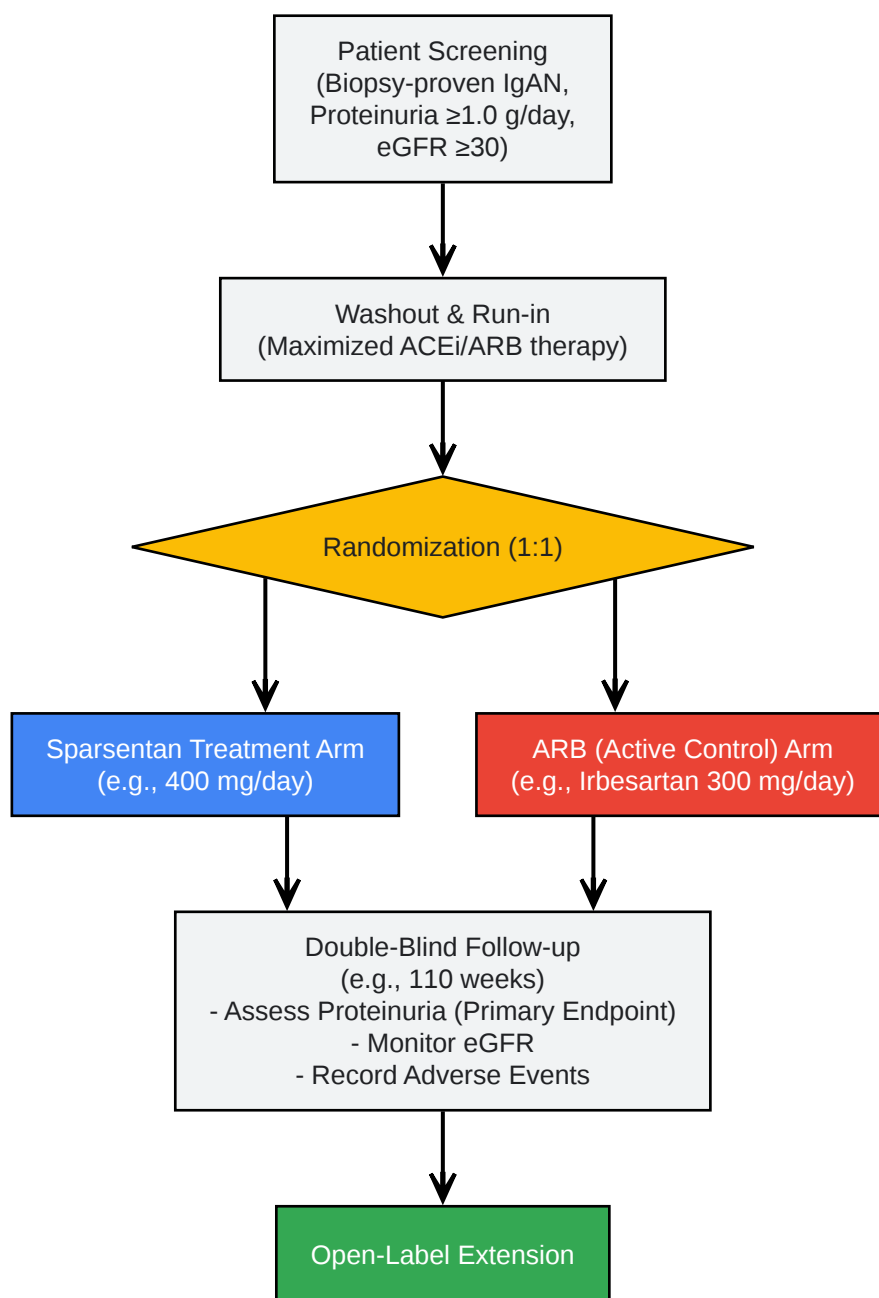 Patient Screening
(Biopsy-proven IgAN,
Proteinuria ≥1.0 g/day,
eGFR ≥30)
Washout & Run-in
(Maximized ACEi/ARB therapy)
Randomization (1:1)
Sparsentan Treatment Arm
(e.g., 400 mg/day)
ARB (Active Control) Arm
(e.g., Irbesartan 300 mg/day)
Double-Blind Follow-up
(e.g., 110 weeks)
- Assess Proteinuria (Primary Endpoint)
- Monitor eGFR
- Record Adverse Events
Open-Label Extension